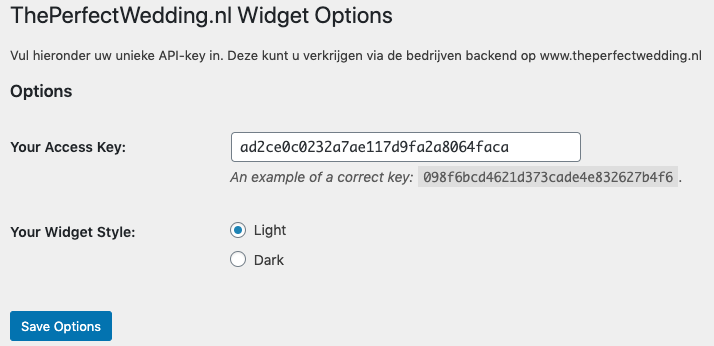 ThePerfectWedding.nl Widget Options
Vul hieronder uw unieke API-key in. Deze kunt u verkrijgen via de bedrijven backend op www.theperfectwedding.nl
Options
Your Access Key:
ad2ce0c0232a7ae117d9fa2a8064faca
An example of a correct key: 098f6bcd4621d373cade4e832627b4f6.
Your Widget Style:
Light
Dark
Save Options